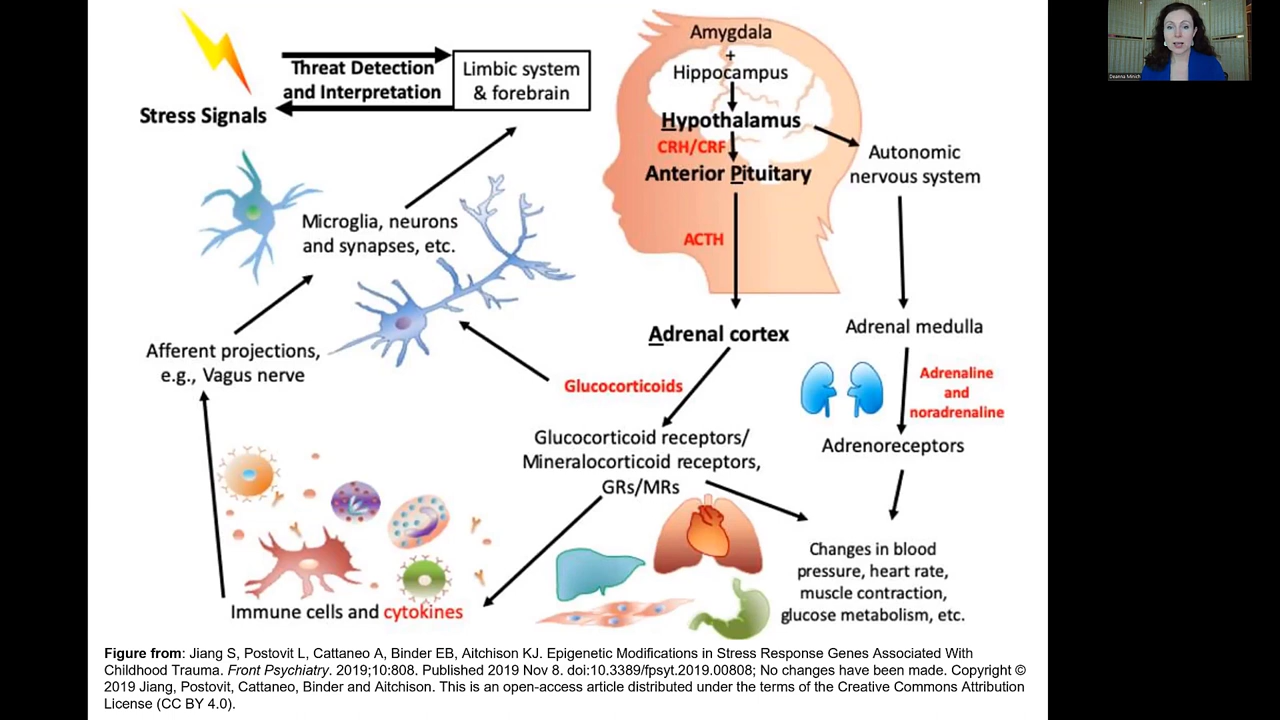 Stress Signals
Threat Detection
and Interpretation
Limbic system
& forebrain
Microglia, neurons
and synapses, etc.
Afferent projections,
e.g., Vagus nerve
Immune cells and cytokines
Amygdala
+
Hippocampus
Hypothalamus
CRH/CRF
Anterior Pituitary
ACTH
Adrenal cortex
Glucocorticoids
Glucocorticoid receptors/
Mineralocorticoid receptors,
GRs/MRs
Autonomic
nervous system
Adrenal medulla
Adrenaline
and
noradrenaline
Adrenoreceptors
Changes in blood
pressure, heart rate,
muscle contraction,
glucose metabolism, etc.
Figure from: Jiang S, Postovit L, Cattaneo A, Binder EB, Aitchison KJ. Epigenetic Modifications in Stress Response Genes Associated With
Childhood Trauma. Front Psychiatry. 2019;10:808. Published 2019 Nov 8. doi:10.3389/fpsyt.2019.00808; No changes have been made. Copyright ©
2019 Jiang, Postovit, Cattaneo, Binder and Aitchison. This is an open-access article distributed under the terms of the Creative Commons Attribution
License (CC BY 4.0).
Deanna Minich